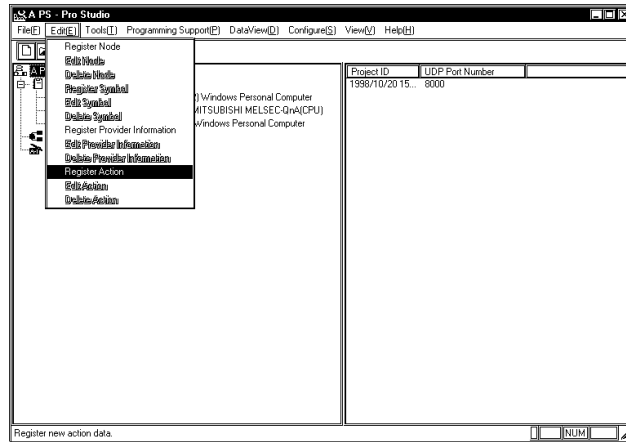 A PS - Pro Studio
File(F) Edit(E) Tools(T) Programming Support(P) DataView(D) Configure(S) View(V) Help(H)
Register Node
Edit Node
Delete Node
Register Symbol
Edit Symbol
Delete Symbol
Register Provider Information
Edit Provider Information
Delete Provider Information
Register Action
Edit Action
Delete Action
A P
) Windows Personal Computer
MITSUBISHI MELSEC-QnA(CPU)
Windows Personal Computer
Project ID UDP Port Number
1998/10/20 15... 8000
Register new action data.
NUM